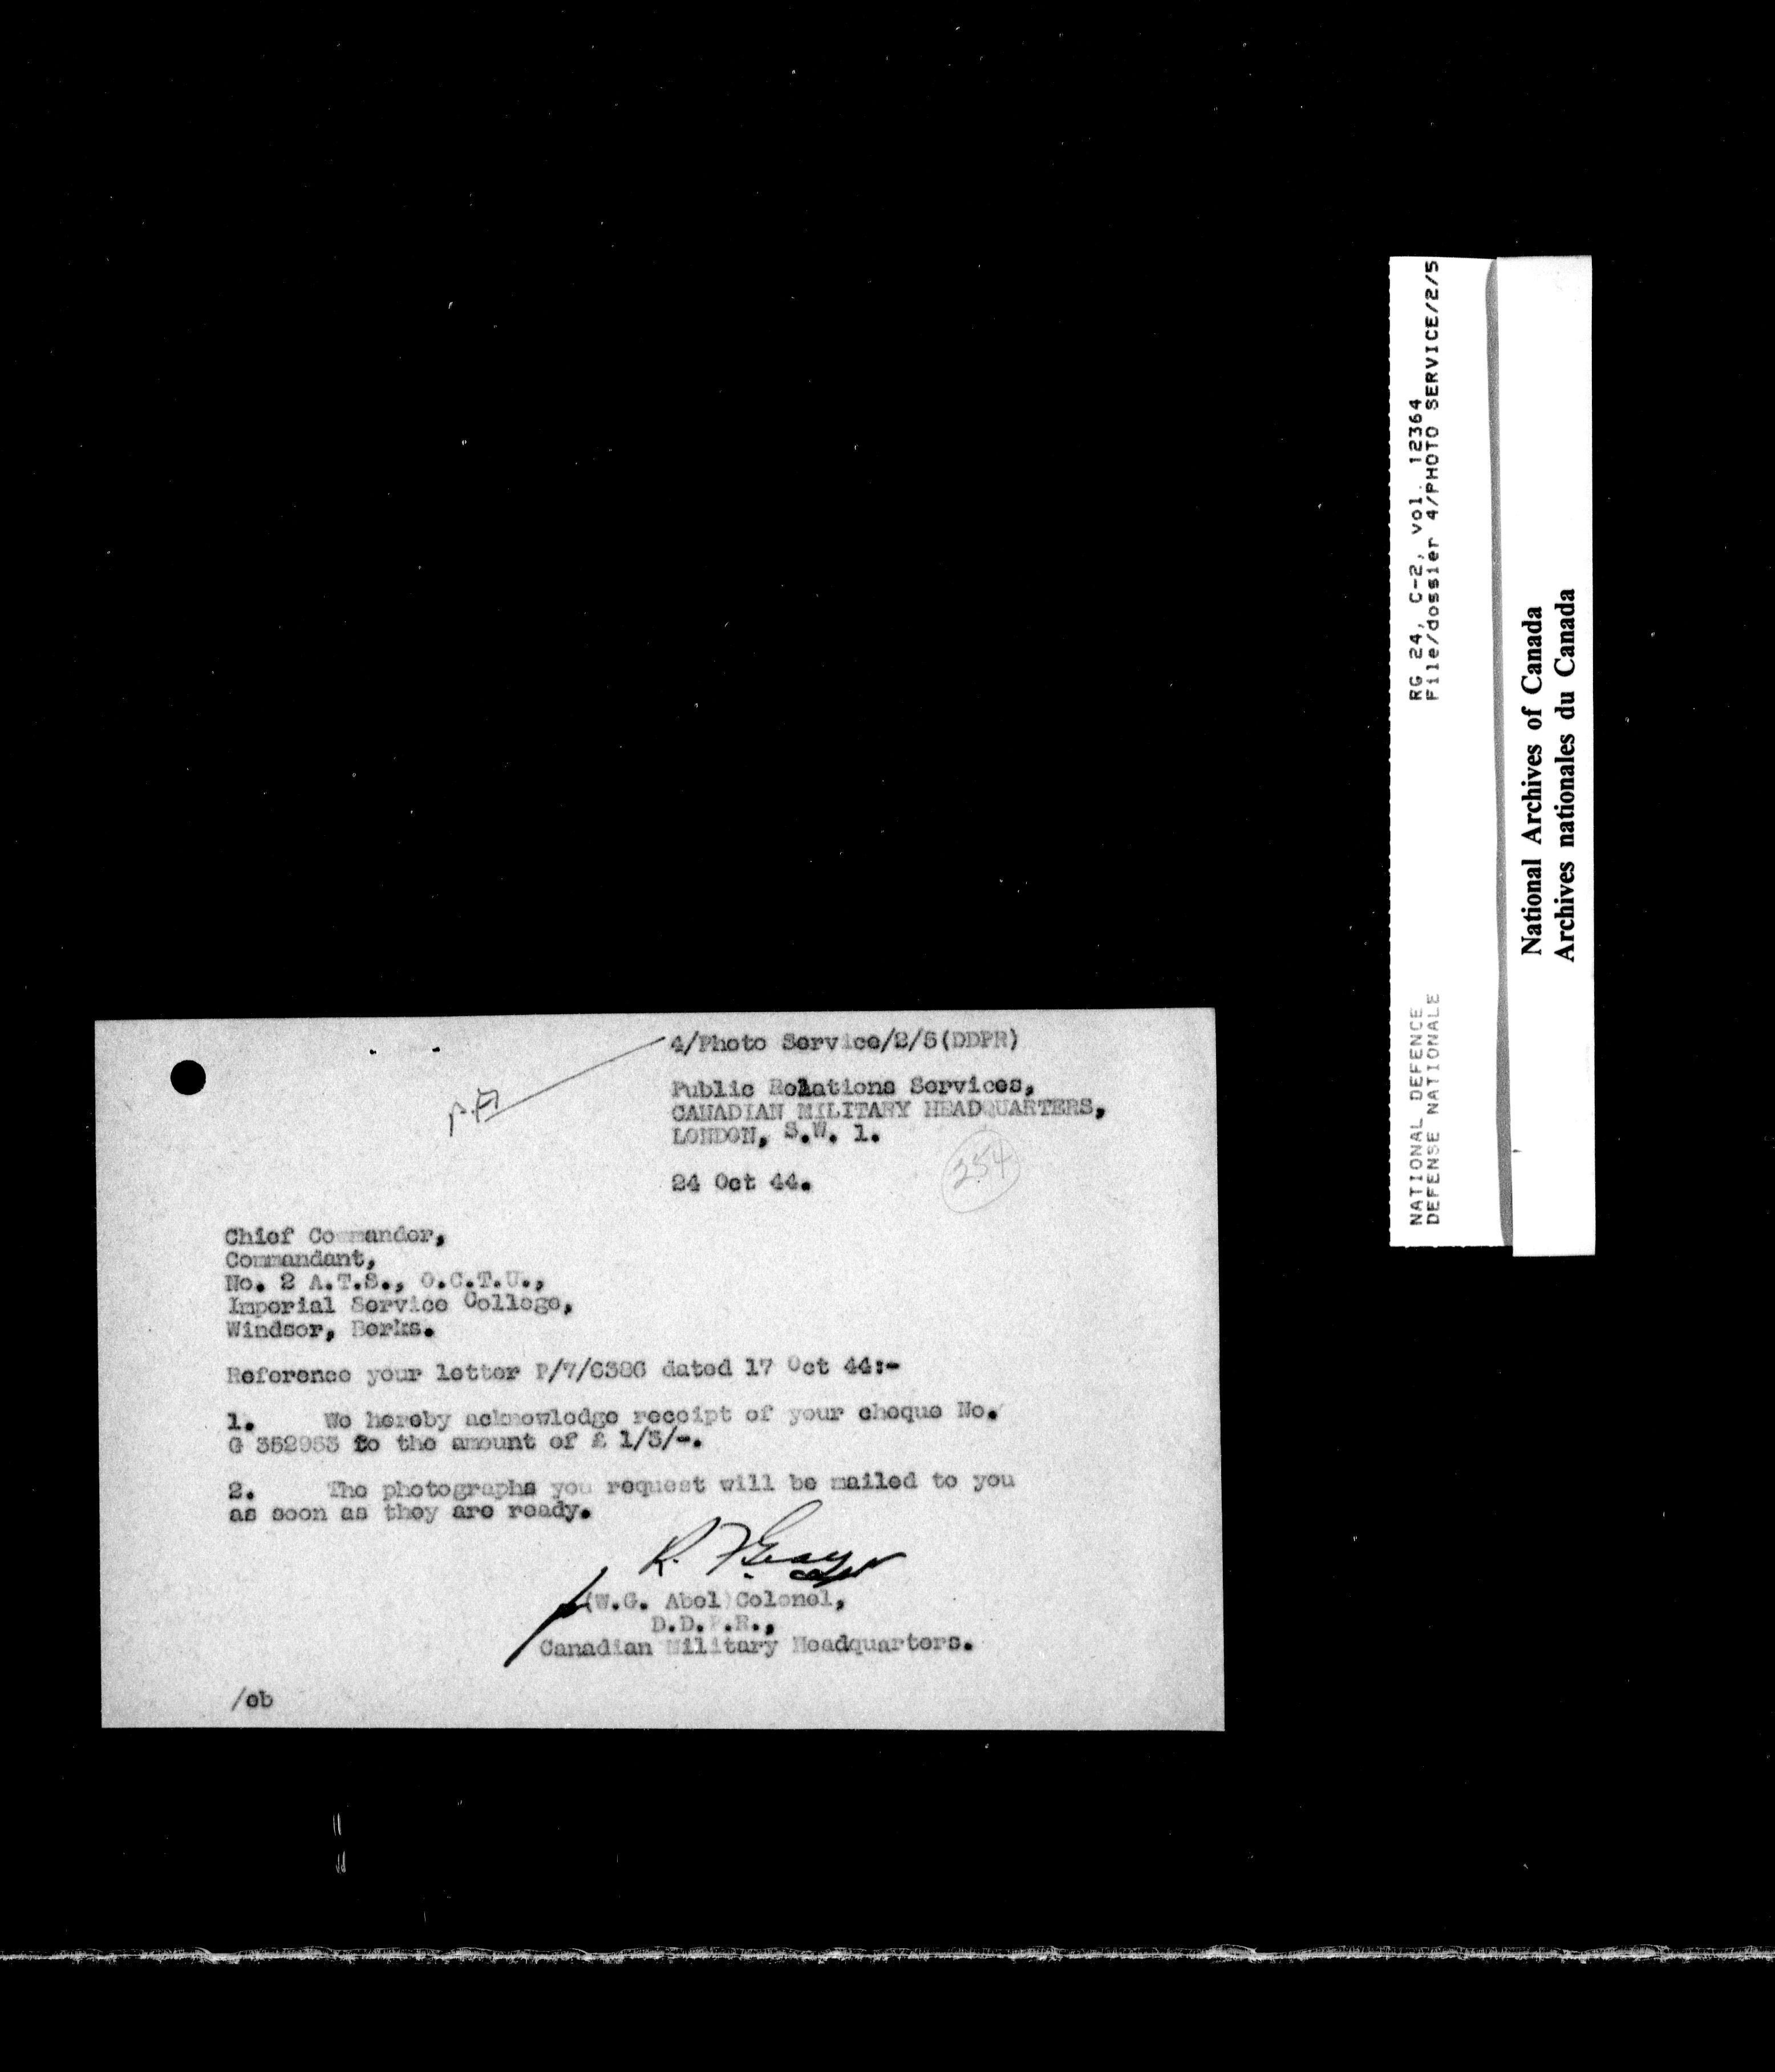 4/Photo Service/2/5(DDPR)
P.A
Public Relations Services,
CANADIAN MILITARY HEADQUARTERS,
LONDON, S.W. 1.
254
24 Oct 44.
Chief Commander,
Commandant,
No. 2 A.T.S., O.C.T.U.,
Imperial Service College,
Windsor, Berks.
Reference your letter P/7/6386 dated 17 Oct 44:-
1. We hereby acknowledge receipt of your cheque No.
G 352953 to the amount of £ 1/3/-.
2. The photographs you request will be mailed to you
as soon as they are ready.
(W.G. Abel) Colonel,
D.D.P.R.,
Canadian Military Headquarters.
/eb
RG 24, C-2, vol. 12364
File/dossier 4/PHOTO SERVICE/2/5
NATIONAL DEFENCE
DEFENSE NATIONALE
National Archives of Canada
Archives nationales du Canada